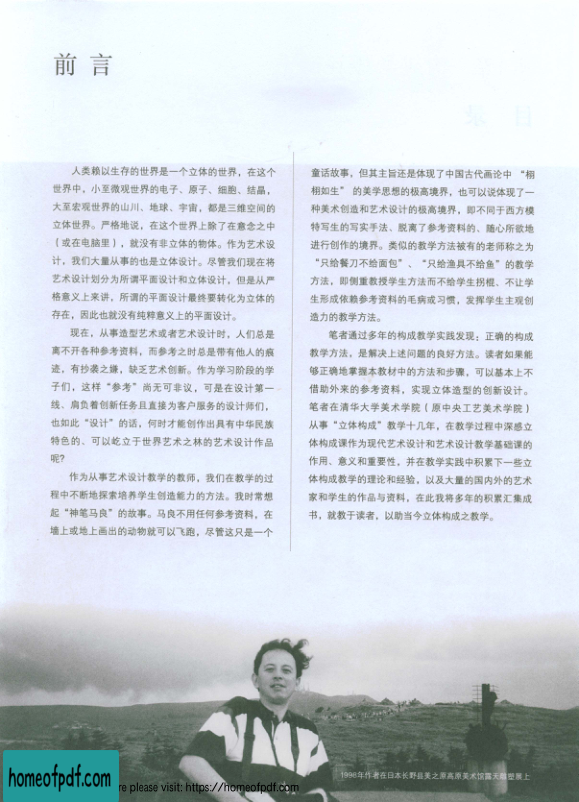 前言
人类赖以生存的世界是一个立体的世界，在这个
世界中，小至微观世界的电子、原子、细胞、结晶，
大至宏观世界的山川、地球、宇宙，都是三维空间的
立体世界。严格地说，在这个世界上除了在意念之中
（或在电脑里），就没有非立体的物体。作为艺术设
计，我们大量从事的也是立体设计。尽管我们现在将
艺术设计划分为所谓平面设计和立体设计，但是从严
格意义上来讲，所谓的平面设计最终要转化为立体的
存在，因此也就没有纯粹意义上的平面设计。
现在，从事造型艺术或者艺术设计时，人们总是
离不开各种参考资料，而参考之时总是带有他人的痕
迹，有抄袭之嫌，缺乏艺术创新。作为学习阶段的学
子们，这样“参考”尚无可非议，可是在设计第一
线、肩负着创新任务且直接为客户服务的设计师们，
也如此“设计”的话，何时才能创作出具有中华民族
特色的、可以屹立于世界艺术之林的艺术设计作品
呢？
作为从事艺术设计教学的教师，我们在教学的过
程中不断地探索培养学生创造能力的方法。我时常想
起“神笔马良”的故事。马良不用任何参考资料，在
墙上或地上画出的动物就可以飞跑，尽管这只是一个
童话故事，但其主旨还是体现了中国古代画论中“栩
栩如生”的美学思想的极高境界，也可以说体现了一
种美术创造和艺术设计的极高境界，即不同于西方模
特写生的写实手法、脱离了参考资料的、随心所欲地
进行创作的境界。类似的教学方法被有的老师称之为
“只给餐刀不给面包”、“只给渔具不给鱼”的教学
方法，即侧重教授学生方法而不给学生拐棍、不让学
生形成依赖参考资料的毛病或习惯，发挥学生主观创
造力的教学方法。
笔者通过多年的构成教学实践发现：正确的构成
教学方法，是解决上述问题的良好方法。读者如果能
够正确地掌握本教材中的方法和步骤，可以基本上不
借助外来的参考资料，实现立体造型的创新设计。
笔者在清华大学美术学院（原中央工艺美术学院）
从事“立体构成”教学十几年，在教学过程中深感立
体构成课作为现代艺术设计和艺术设计教学基础课的
作用、意义和重要性，并在教学实践中积累下一些立
体构成教学的理论和经验，以及大量的国内外的艺术
家和学生的作品与资料，在此我将多年的积累汇集成
书，就教于读者，以助当今立体构成之教学。
1998年作者在日本长野县美之原高原美术馆露天雕塑展上
homeofpdf.com
re please visit: https://homeofpdf.com